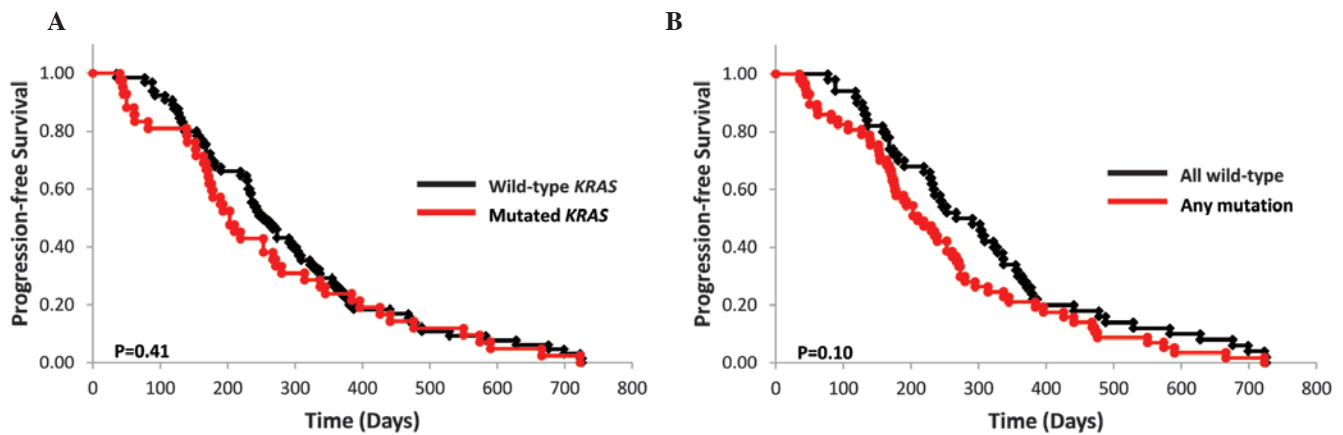 A
Progression-free Survival
1.00
0.80
0.60
0.40
0.20
0.00
Wild-type KRAS
Mutated KRAS
P=0.41
0 100 200 300 400 500 600 700 800
Time (Days)
B
Progression-free Survival
1.00
0.80
0.60
0.40
0.20
0.00
All wild-type
Any mutation
P=0.10
0 100 200 300 400 500 600 700 800
Time (Days)